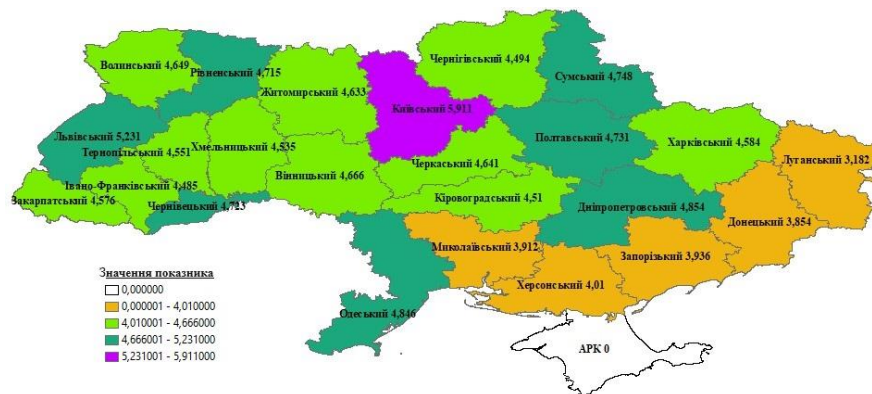 Волинський 4,649
Рівненський 4,715
Житомирський 4,633
Київський 5,911
Чернігівський 4,494
Сумський 4,748
Львівський 5,231
Тернопільський 4,551
Хмельницький 4,535
Полтавський 4,731
Харківський 4,584
Луганський 3,182
Івано-Франківський 4,485
Закарпатський 4,576
Чернівецький 4,723
Вінницький 4,666
Черкаський 4,641
Кіровоградський 4,51
Дніпропетровський 4,854
Донецький 3,854
Миколаївський 3,912
Запорізький 3,936
Херсонський 4,01
Одеський 4,846
АРК 0
Значення показника
0,000000
0,000001 - 4,010000
4,010001 - 4,666000
4,666001 - 5,231000
5,231001 - 5,911000